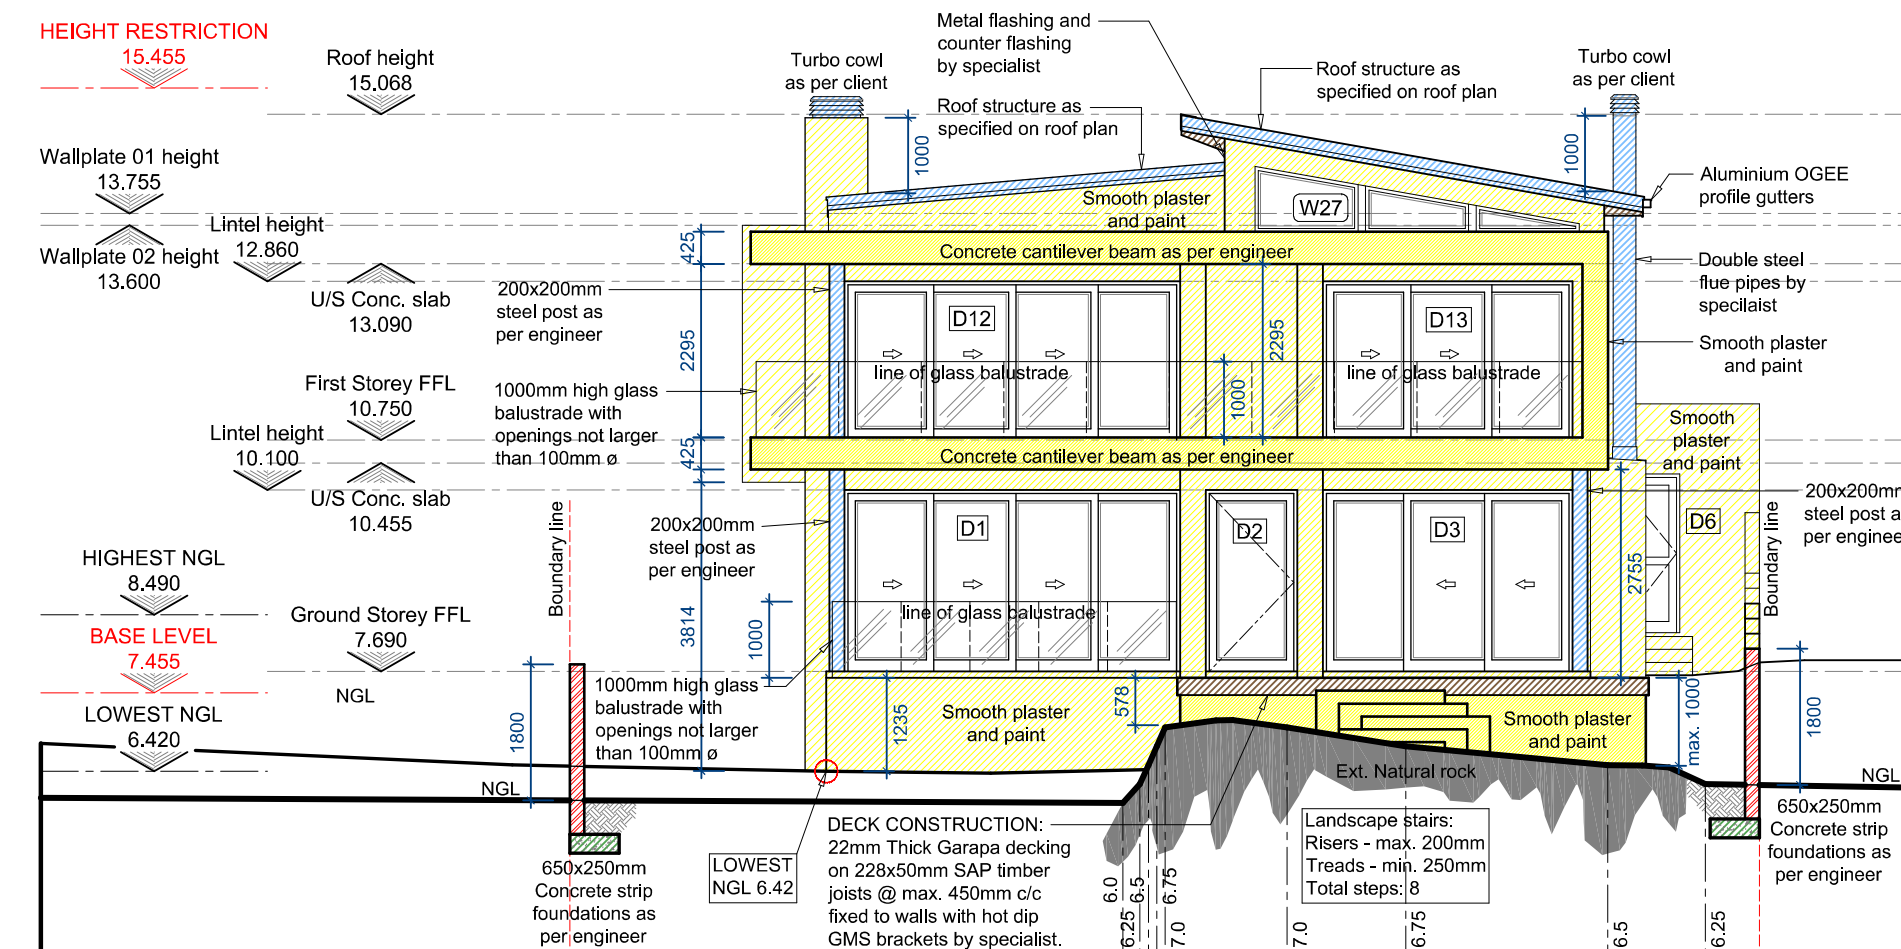 HEIGHT RESTRICTION
15.455
Roof height
15.068
Wallplate 01 height
13.755
Lintel height
12.860
Wallplate 02 height
13.600
U/S Conc. slab
13.090
First Storey FFL
10.750
Lintel height
10.100
U/S Conc. slab
10.455
HIGHEST NGL
8.490
Ground Storey FFL
7.690
BASE LEVEL
7.455
NGL
LOWEST NGL
6.420
Turbo cowl
as per client
Metal flashing and
counter flashing
by specialist
Roof structure as
specified on roof plan
Roof structure as
specified on roof plan
Turbo cowl
as per client
1000
1000
Aluminium OGEE
profile gutters
Smooth plaster
and paint
W27
425
Concrete cantilever beam as per engineer
Double steel
flue pipes by
specilaist
200x200mm
steel post as
per engineer
D12
D13
2295
2295
Smooth plaster
and paint
1000mm high glass
balustrade with
openings not larger
than 100mm ø
line of glass balustrade
line of glass balustrade
1000
Smooth
plaster
and paint
425
Concrete cantilever beam as per engineer
Boundary line
200x200mm
steel post as
per engineer
D1
D2
D3
D6
200x200mm
steel post a
per enginee
Boundary line
2755
3814
1000
line of glass balustrade
1000mm high glass
balustrade with
openings not larger
than 100mm ø
1800
1235
578
Smooth plaster
and paint
Smooth plaster
and paint
max. 1000
1800
NGL
NGL
Ext. Natural rock
650x250mm
Concrete strip
foundations as
per engineer
LOWEST
NGL 6.42
DECK CONSTRUCTION:
22mm Thick Garapa decking
on 228x50mm SAP timber
joists @ max. 450mm c/c
fixed to walls with hot dip
GMS brackets by specialist.
Landscape stairs:
Risers - max. 200mm
Treads - min. 250mm
Total steps: 8
650x250mm
Concrete strip
foundations as
per engineer
6.0
6.25
6.5
6.75
7.0
7.0
6.75
6.5
6.25